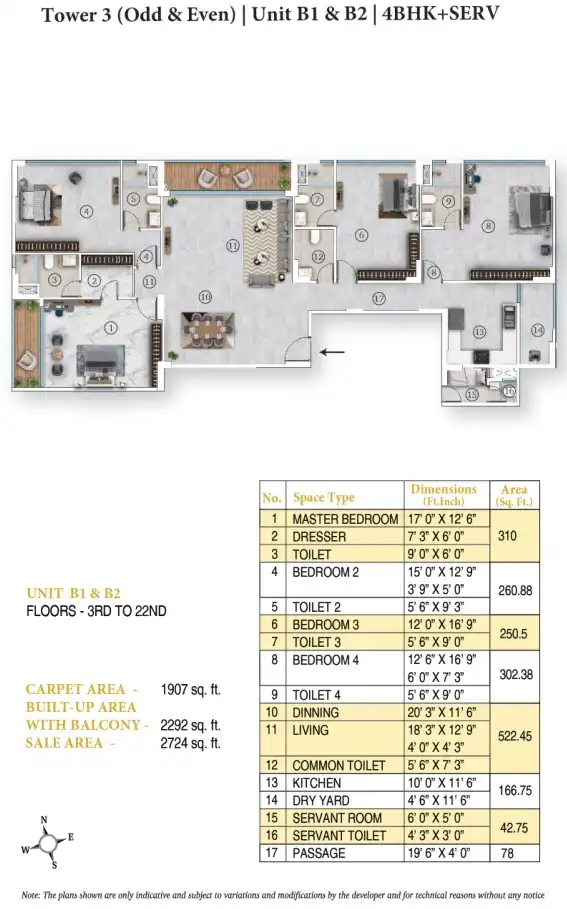 Tower 3 (Odd & Even) | Unit B1 & B2 | 4BHK+SERV
4
5
7
6
9
8
11
12
3
2
4
11
10
17
8
1
13
14
15
16
No. Space Type Dimensions (Ft.Inch) Area (Sq. Ft.)
1 MASTER BEDROOM 17' 0" X 12' 6" 310
2 DRESSER 7' 3" X 6' 0"
3 TOILET 9' 0" X 6' 0"
4 BEDROOM 2 15' 0" X 12' 9" 260.88
3' 9" X 5' 0"
5 TOILET 2 5' 6" X 9' 3"
6 BEDROOM 3 12' 0" X 16' 9" 250.5
7 TOILET 3 5' 6" X 9' 0"
8 BEDROOM 4 12' 6" X 16' 9" 302.38
6' 0" X 7' 3"
9 TOILET 4 5' 6" X 9' 0"
10 DINNING 20' 3" X 11' 6" 522.45
11 LIVING 18' 3" X 12' 9"
4' 0" X 4' 3"
12 COMMON TOILET 5' 6" X 7' 3"
13 KITCHEN 10' 0" X 11' 6" 166.75
14 DRY YARD 4' 6" X 11' 6"
15 SERVANT ROOM 6' 0" X 5' 0" 42.75
16 SERVANT TOILET 4' 3" X 3' 0"
17 PASSAGE 19' 6" X 4' 0" 78
UNIT B1 & B2
FLOORS - 3RD TO 22ND
CARPET AREA - 1907 sq. ft.
BUILT-UP AREA
WITH BALCONY - 2292 sq. ft.
SALE AREA - 2724 sq. ft.
N
W E
S
Note: The plans shown are only indicative and subject to variations and modifications by the developer and for technical reasons without any notice